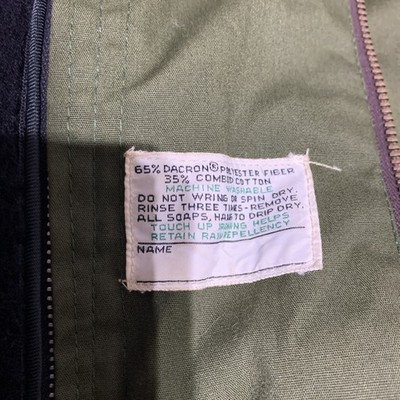 65% DACRON® POLYESTER FIBER
35% COMBED COTTON
MACHINE WASHABLE
DO NOT WRING OR SPIN DRY.
RINSE THREE TIMES-REMOVE
ALL SOAPS, HANG TO DRIP DRY.
TOUCH UP IRONING HELPS
RETAIN RAIN REPELLENCY
NAME